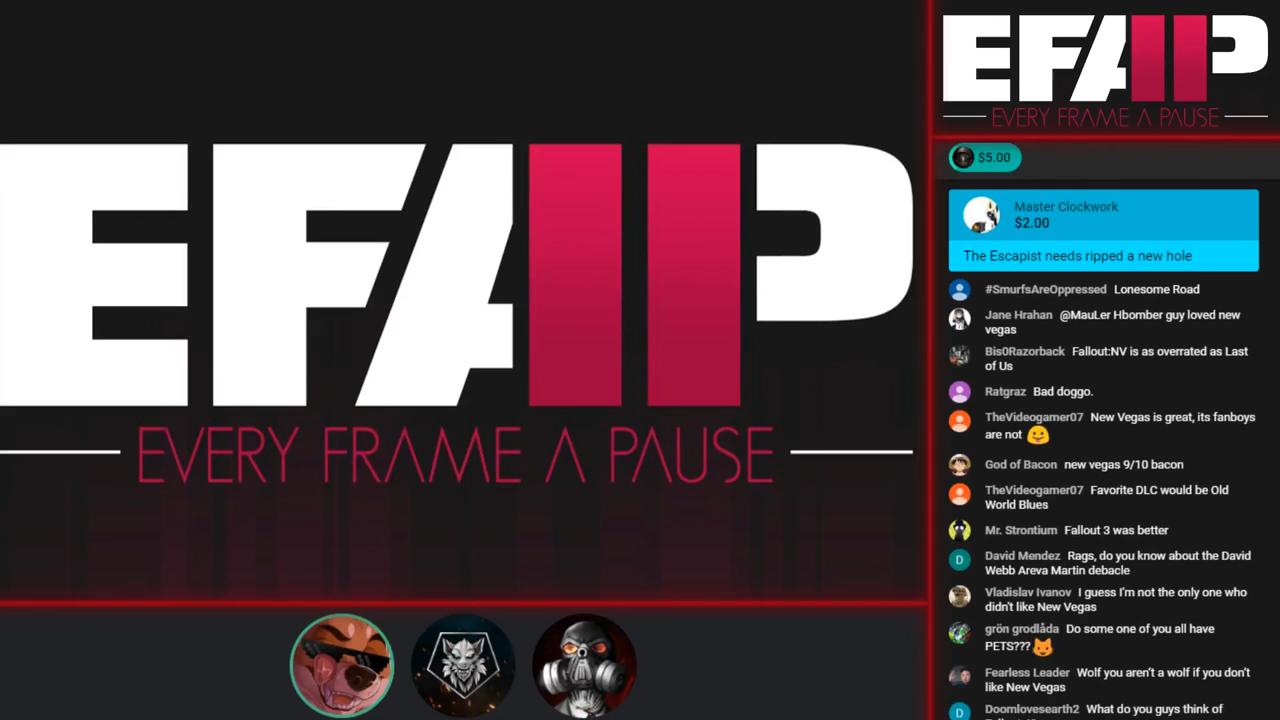 EFAP
EVERY FRAME A PAUSE
EFAP
EVERY FRAME A PAUSE
$5.00
Master Clockwork
$2.00
The Escapist needs ripped a new hole
#SmurfsAreOppressed Lonesome Road
Jane Hrahan @MauLer Hbomber guy loved new
vegas
Bis0Razorback Fallout:NV is as overrated as Last
of Us
Ratgraz Bad doggo.
TheVideogamer07 New Vegas is great, its fanboys
are not
God of Bacon new vegas 9/10 bacon
TheVideogamer07 Favorite DLC would be Old
World Blues
Mr. Strontium Fallout 3 was better
D
David Mendez Rags, do you know about the David
Webb Areva Martin debacle
Vladislav Ivanov I guess I'm not the only one who
didn't like New Vegas
grön grodlåda Do some one of you all have
PETS???
Fearless Leader Wolf you aren't a wolf if you don't
like New Vegas
D
Doomlovesearth2 What do you guys think of